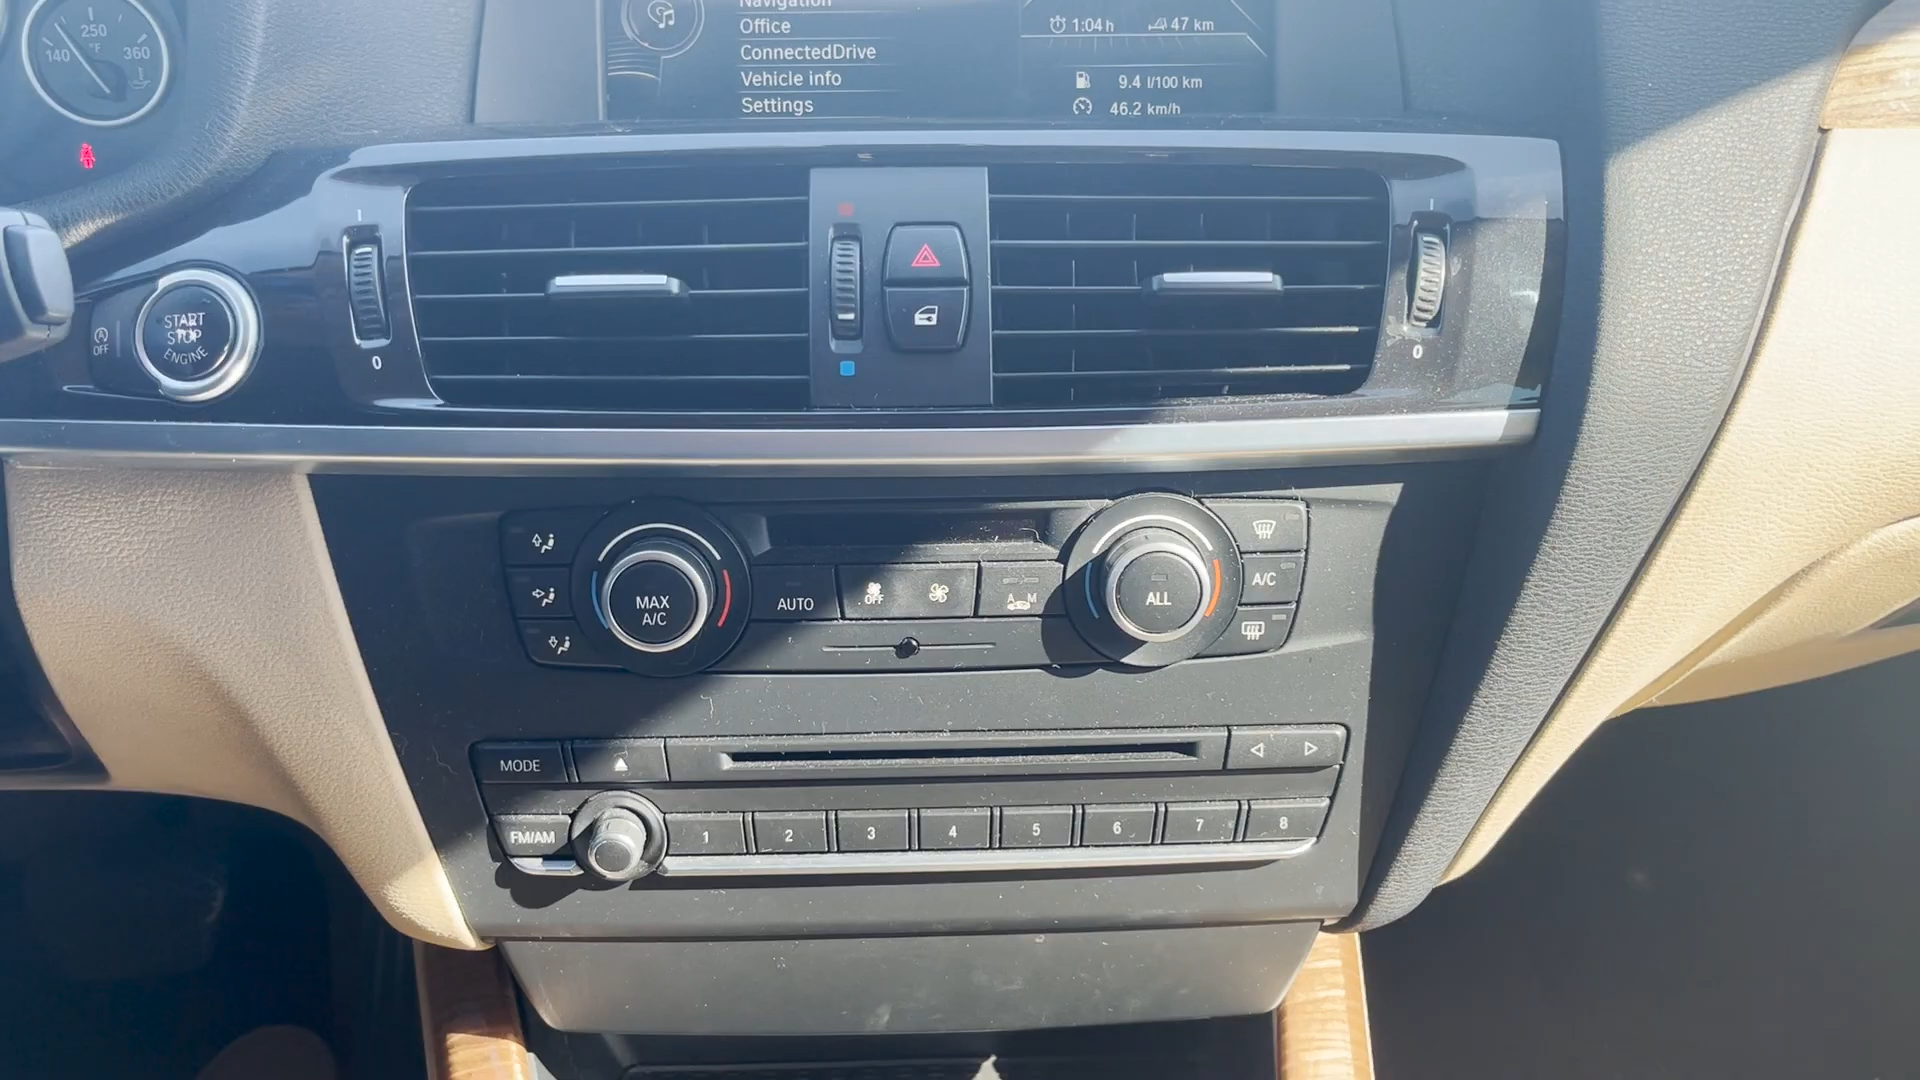 Navigation
Office
ConnectedDrive
Vehicle info
Settings
1:04 h
47 km
9.4 l/100 km
46.2 km/h
140
250
360
°F
A
OFF
START
STOP
ENGINE
I
0
I
0
MAX
A/C
AUTO
OFF
A M
ALL
A/C
MODE
FM/AM
1 2 3 4 5 6 7 8